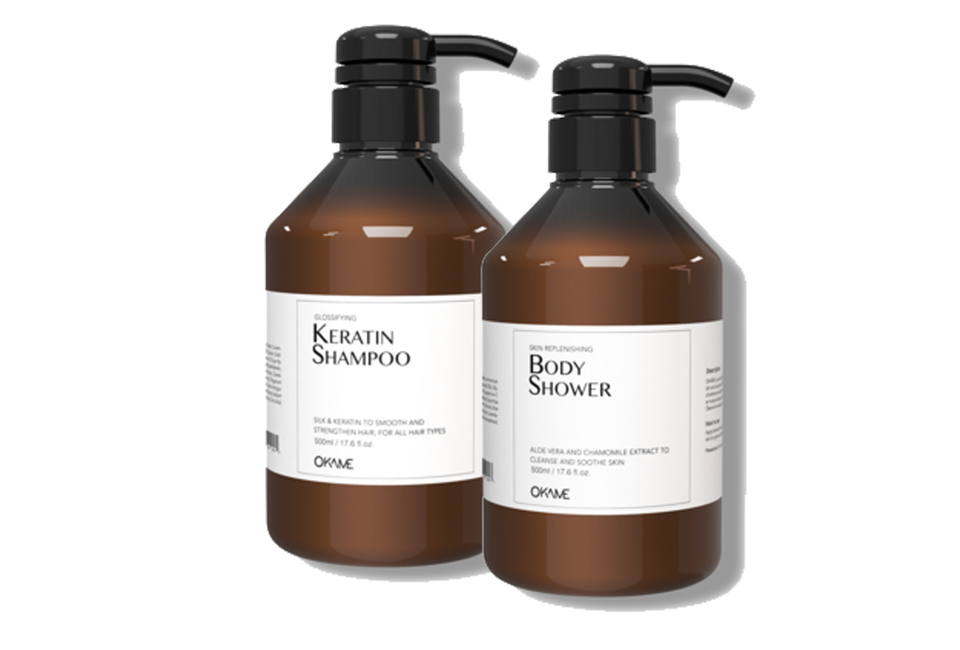 GLOSSIFYING
KERATIN
SHAMPOO
SILK & KERATIN TO SMOOTH AND
STRENGTHEN HAIR, FOR ALL HAIR TYPES
500ml / 17.6 fl.oz.
OKAME
SKIN REPLENISHING
BODY
SHOWER
ALOE VERA AND CHAMOMILE EXTRACT TO
CLEANSE AND SOOTHE SKIN
500ml / 17.6 fl.oz.
OKAME